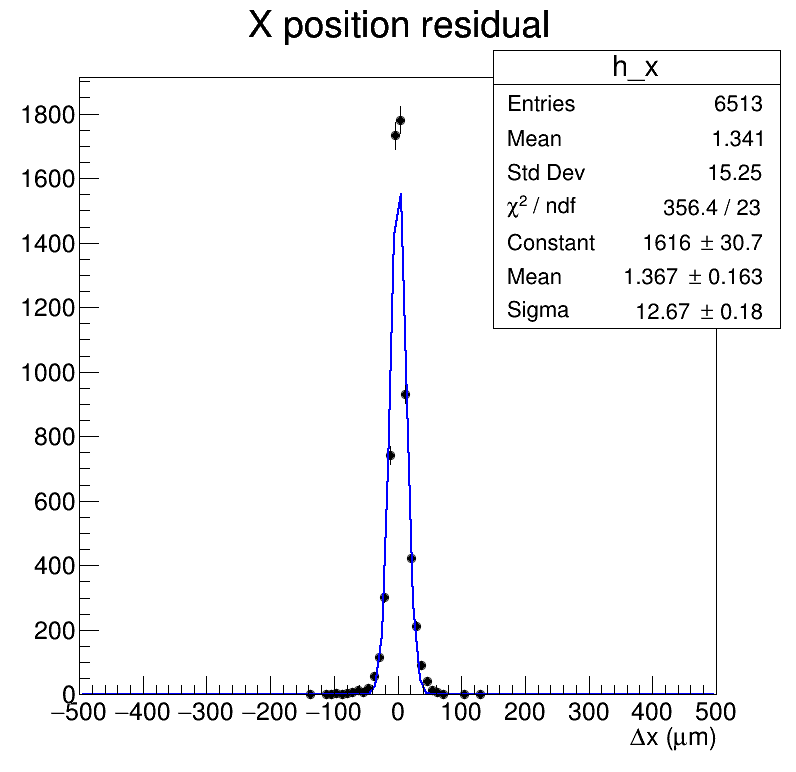 X position residual
h_x
Entries 6513
Mean 1.341
Std Dev 15.25
χ² / ndf 356.4 / 23
Constant 1616 ± 30.7
Mean 1.367 ± 0.163
Sigma 12.67 ± 0.18
1800
1600
1400
1200
1000
800
600
400
200
0
−500 −400 −300 −200 −100 0 100 200 300 400 500
Δx (μm)